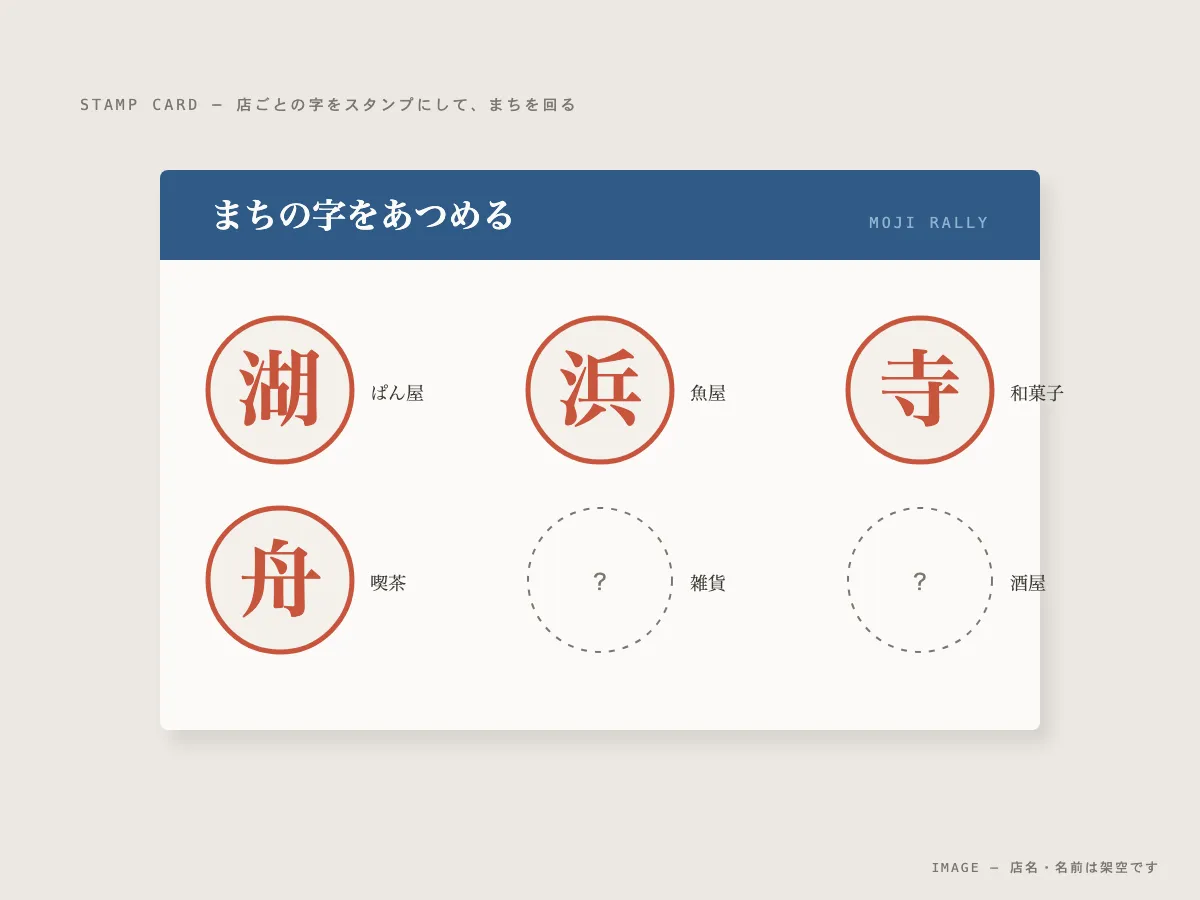 STAMP CARD — 店ごとの字をスタンプにして、まちを回る
まちの字をあつめる
MOJI RALLY
湖 ぱん屋
浜 魚屋
寺 和菓子
舟 喫茶
? 雑貨
? 酒屋
IMAGE — 店名・名前は架空です